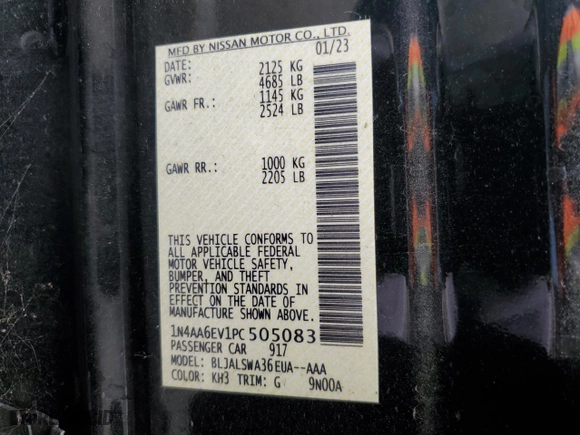 MFD BY NISSAN MOTOR CO., LTD.
DATE: 01/23
GVWR: 2125 KG
4685 LB
GAWR FR.: 1145 KG
2524 LB
GAWR RR.: 1000 KG
2205 LB
THIS VEHICLE CONFORMS TO
ALL APPLICABLE FEDERAL
MOTOR VEHICLE SAFETY,
BUMPER, AND THEFT
PREVENTION STANDARDS IN
EFFECT ON THE DATE OF
MANUFACTURE SHOWN ABOVE.
1N4AA6EV1PC505083
PASSENGER CAR 917
MODEL: BLJALSWA36EUA--AAA
COLOR: KH3 TRIM: G 9N00A